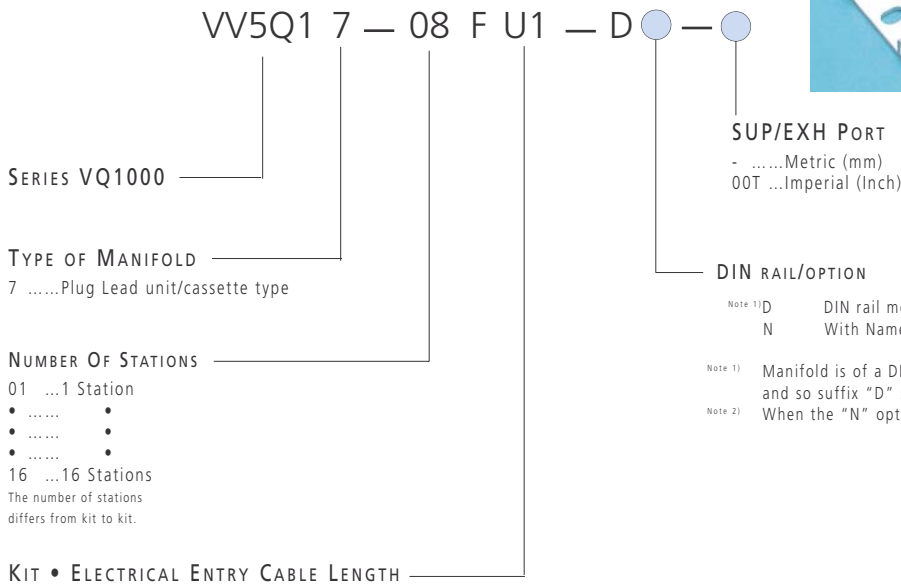 VV5Q1 7 — 08 F U1 — D — 
SUP/EXH PORT
- ......Metric (mm)
00T ...Imperial (Inch)
SERIES VQ1000
TYPE OF MANIFOLD
7 ......Plug Lead unit/cassette type
DIN RAIL/OPTION
Note 1) D DIN rail
N With
Note 1) Manifold is of a
and so suffix “D”
Note 2) When the “N”
NUMBER OF STATIONS
01 ...1 Station
• ...... •
• ...... •
• ...... •
16 ...16 Stations
The number of stations
differs from kit to kit.
KIT • ELECTRICAL ENTRY CABLE LENGTH